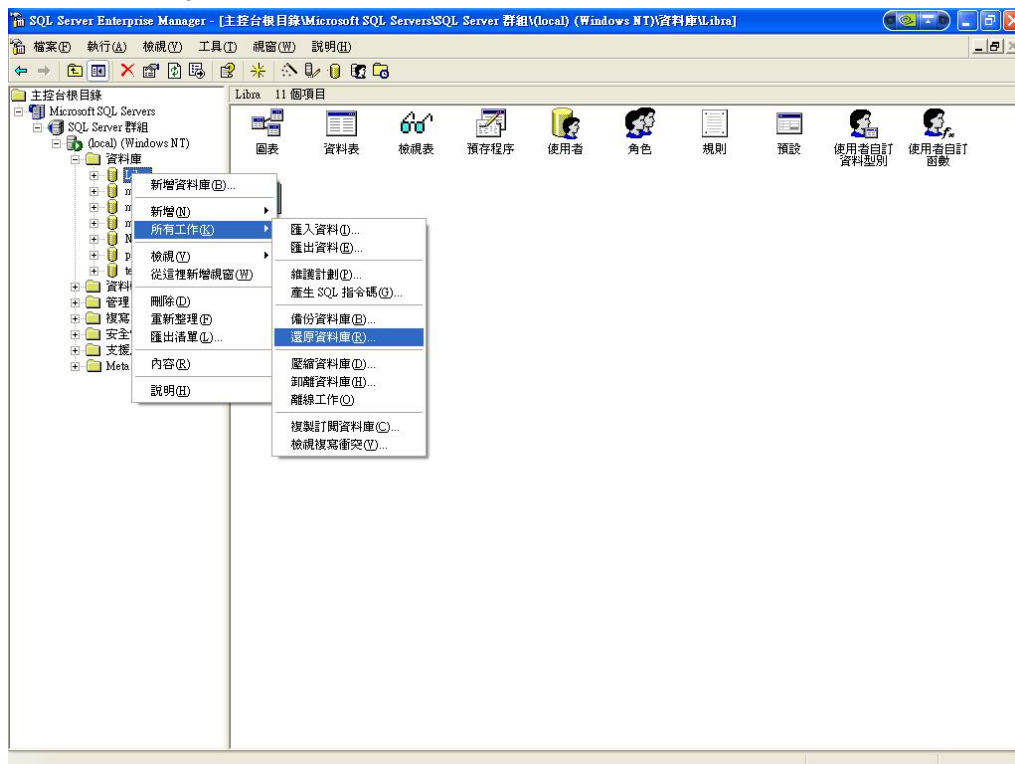 SQL Server Enterprise Manager - [主控台根目錄\Microsoft SQL Servers\SQL Server 群組\(local) (Windows NT)\資料庫\Libra]
檔案(F) 執行(A) 檢視(V) 工具(T) 視窗(W) 說明(H)
主控台根目錄
Libra 11 個項目
Microsoft SQL Servers
SQL Server 群組
(local) (Windows NT)
資料庫
圖表
資料表
檢視表
預存程序
使用者
角色
規則
預設
使用者自訂
資料型別
使用者自訂
函數
管理
複寫
安全
支援
Meta
新增資料庫(B)...
新增(N)
所有工作(K)
檢視(V)
從這裡新增視窗(W)
刪除(D)
重新整理(F)
匯出清單(L)...
內容(R)
說明(H)
匯入資料(I)...
匯出資料(E)...
維護計劃(P)...
產生 SQL 指令碼(G)...
備份資料庫(B)...
還原資料庫(R)...
壓縮資料庫(D)...
卸離資料庫(H)...
離線工作(O)
複製訂閱資料庫(C)...
檢視複寫衝突(Y)...